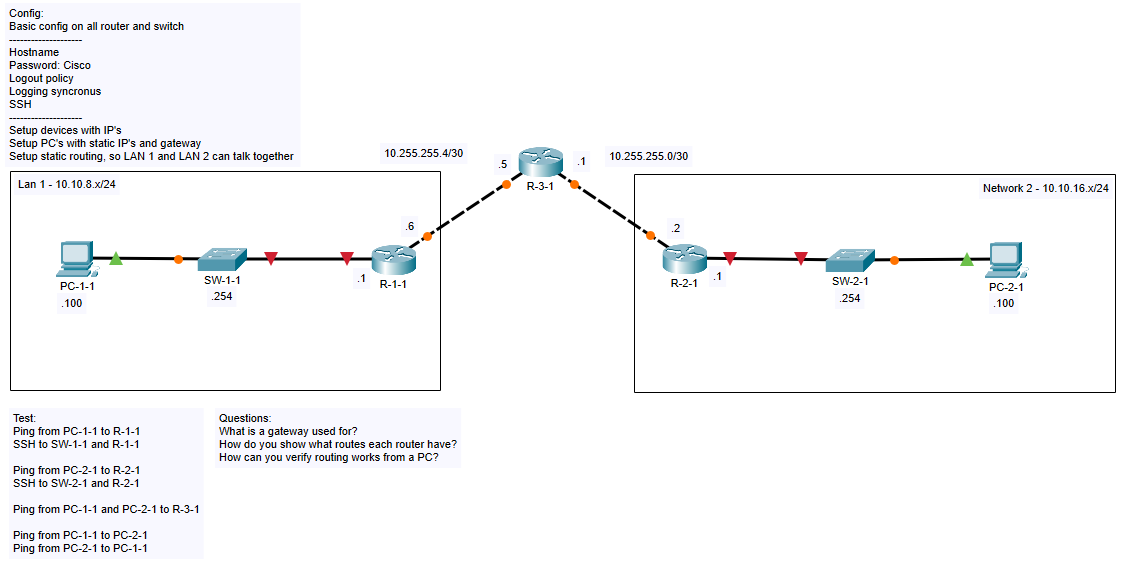 Config:
Basic config on all router and switch
--------------------
Hostname
Password: Cisco
Logout policy
Logging syncronus
SSH
--------------------
Setup devices with IP's
Setup PC's with static IP's and gateway
Setup static routing, so LAN 1 and LAN 2 can talk together
10.255.255.4/30
.5
.1
10.255.255.0/30
R-3-1
Lan 1 - 10.10.8.x/24
Network 2 - 10.10.16.x/24
.6
.2
PC-1-1
.100
SW-1-1
.254
.1
R-1-1
R-2-1
.1
SW-2-1
.254
PC-2-1
.100
Test:
Ping from PC-1-1 to R-1-1
SSH to SW-1-1 and R-1-1
Ping from PC-2-1 to R-2-1
SSH to SW-2-1 and R-2-1
Ping from PC-1-1 and PC-2-1 to R-3-1
Ping from PC-1-1 to PC-2-1
Ping from PC-2-1 to PC-1-1
Questions:
What is a gateway used for?
How do you show what routes each router have?
How can you verify routing works from a PC?